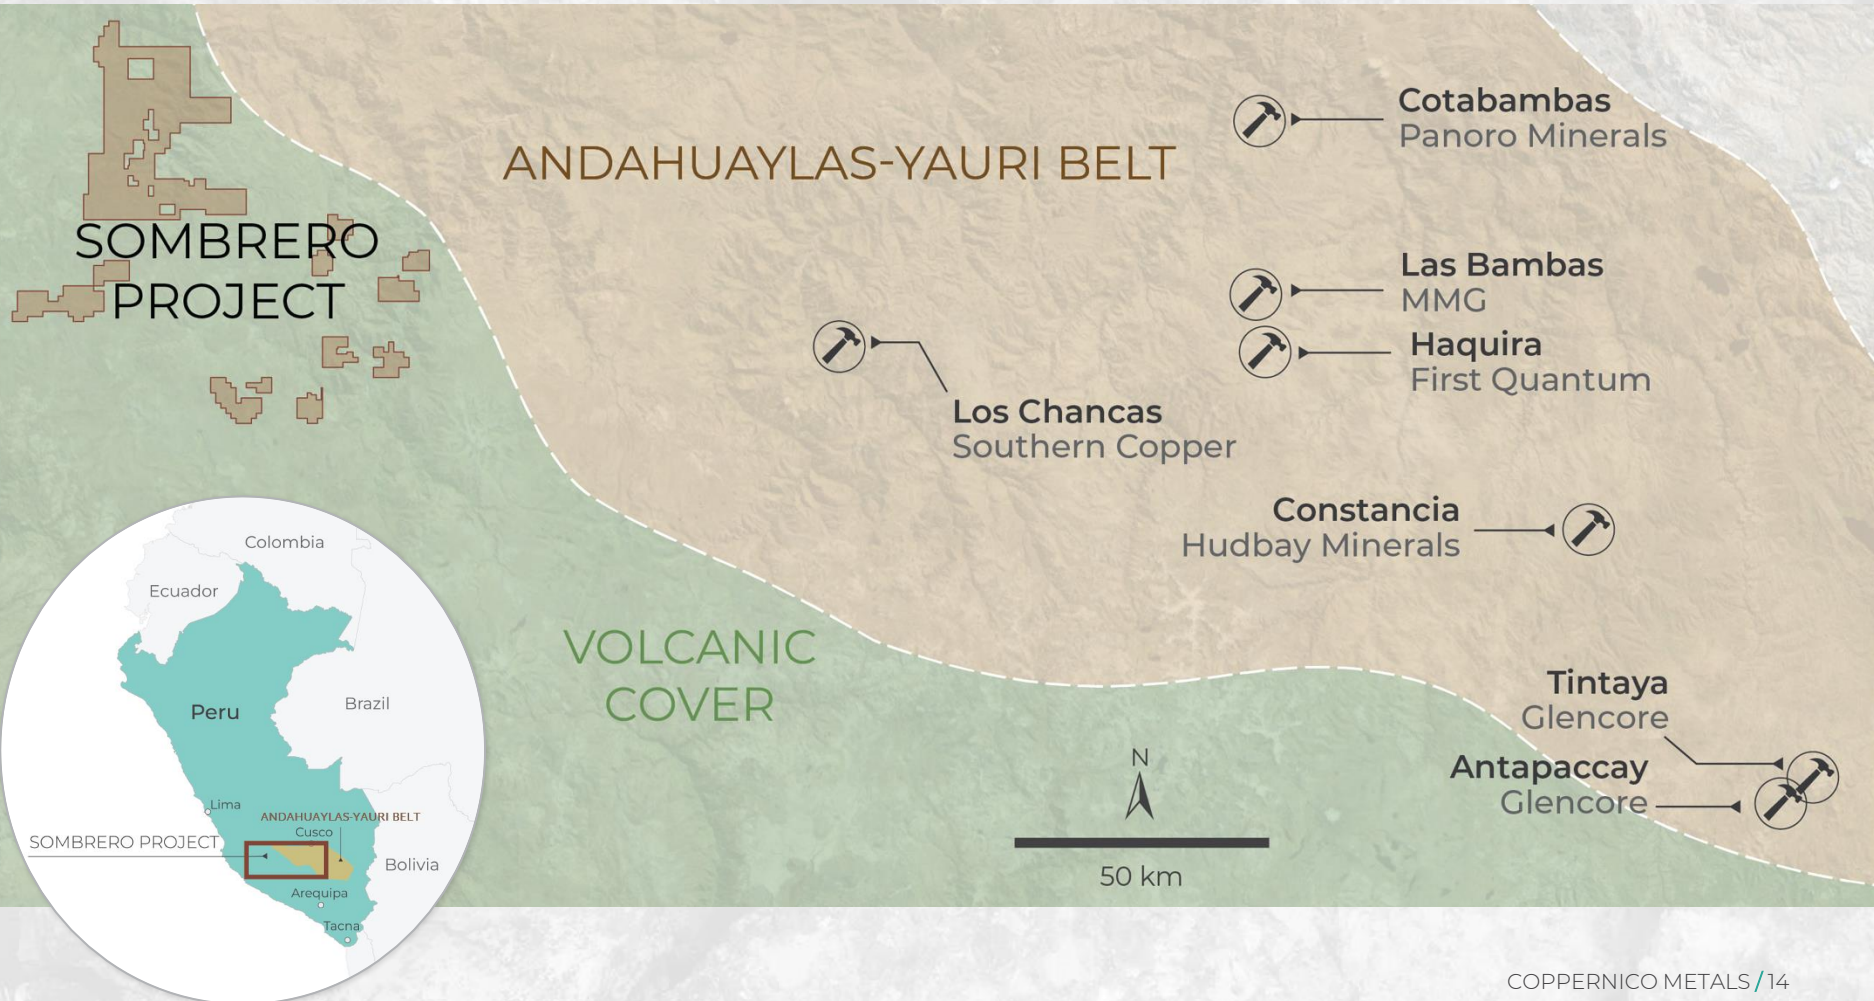 ANDAHUAYLAS-YAURI BELT
SOMBRERO
PROJECT
Cotabambas
Panoro Minerals
Las Bambas
MMG
Haquira
First Quantum
Los Chancas
Southern Copper
Constancia
Hudbay Minerals
VOLCANIC
COVER
Tintaya
Glencore
Antapaccay
Glencore
N
50 km
Colombia
Ecuador
Peru
Brazil
Lima
ANDAHUAYLAS-YAURI BELT
Cusco
SOMBRERO PROJECT
Bolivia
Arequipa
Tacna
COPPERNICO METALS / 14